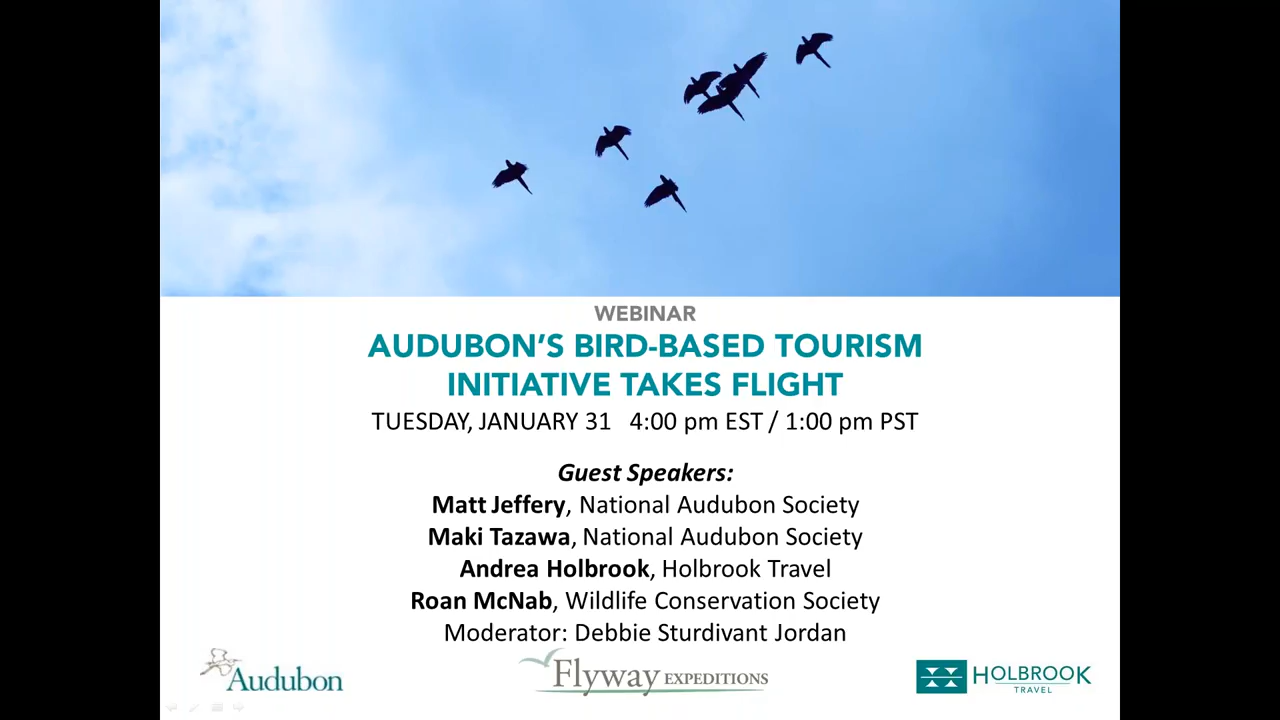 WEBINAR
AUDUBON'S BIRD-BASED TOURISM
INITIATIVE TAKES FLIGHT
TUESDAY, JANUARY 31 4:00 pm EST / 1:00 pm PST
Guest Speakers:
Matt Jeffery, National Audubon Society
Maki Tazawa, National Audubon Society
Andrea Holbrook, Holbrook Travel
Roan McNab, Wildlife Conservation Society
Moderator: Debbie Sturdivant Jordan
Audubon
Flyway EXPEDITIONS
HOLBROOK
TRAVEL